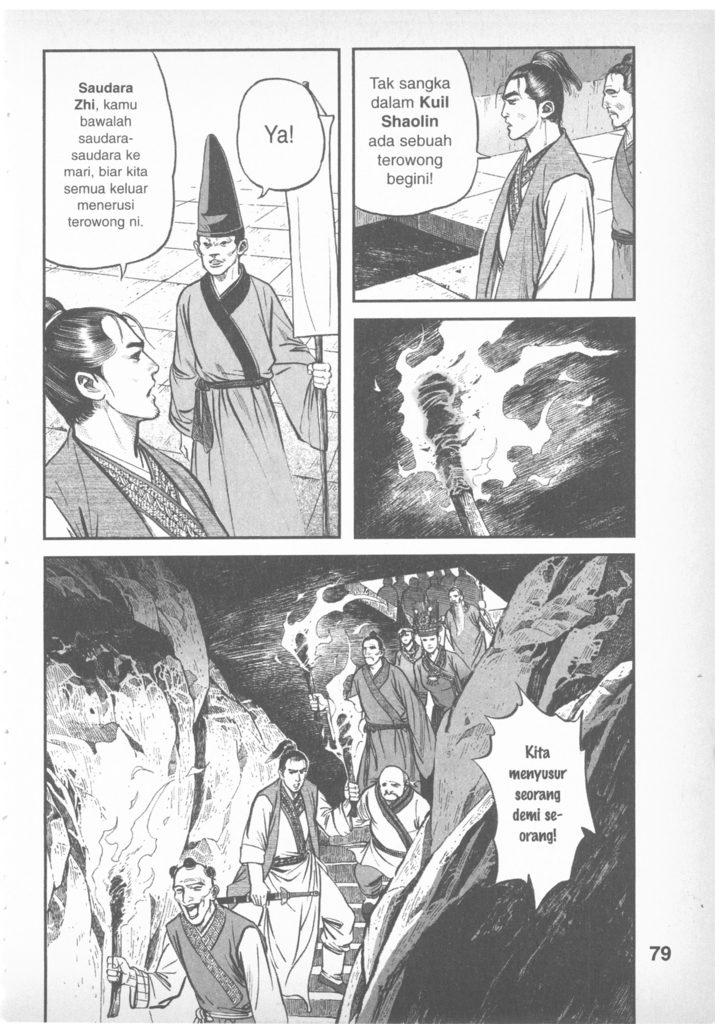 Saudara
Zhi, kamu
bawalah
saudara-
saudara ke
mari, biar kita
semua keluar
menerusi
terowong ni.
Ya!
Tak sangka
dalam Kuil
Shaolin
ada sebuah
terowong
begini!
Kita
menyusur
seorang
demi se-
orang!
79